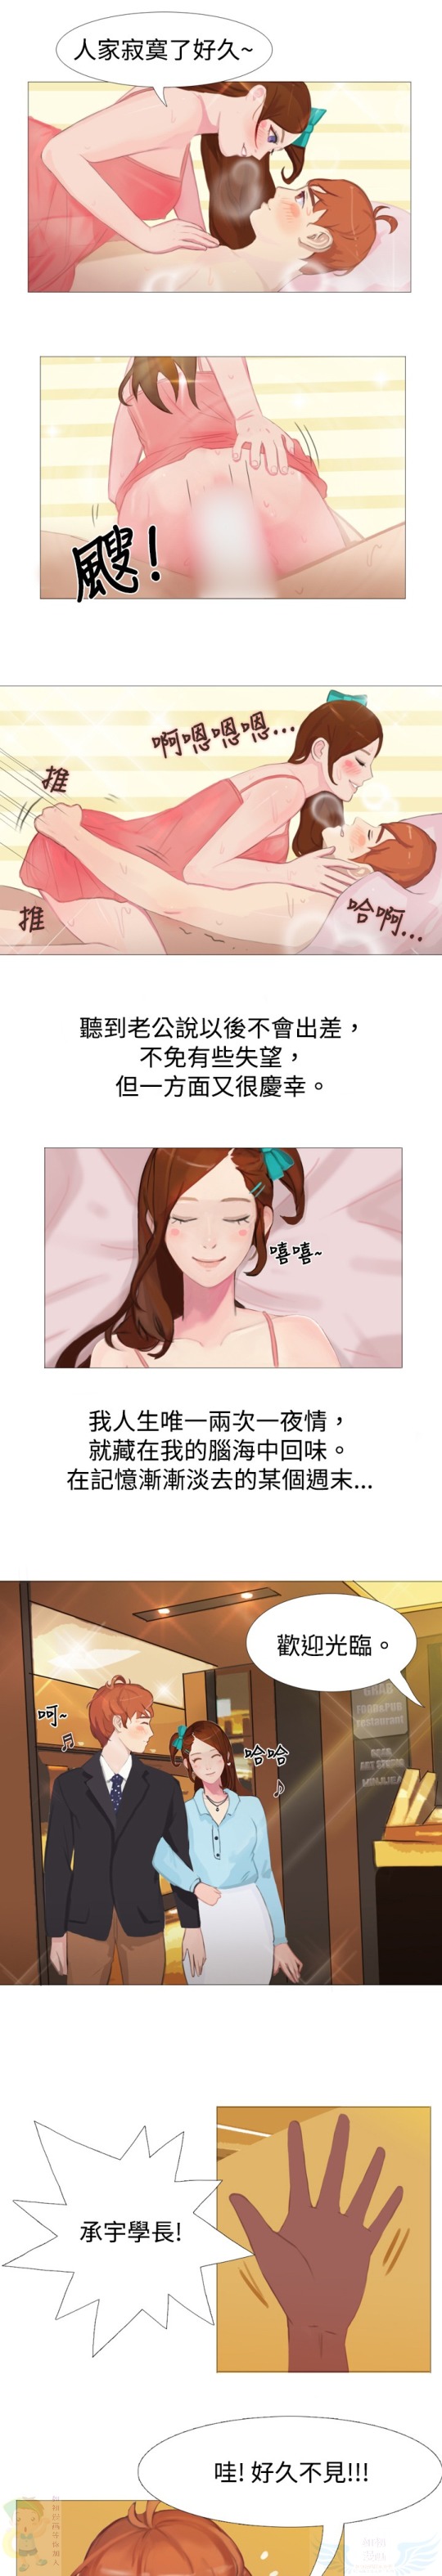 人家寂寞了好久~
颼!
啊嗯嗯嗯...
推
推
哈啊...
聽到老公說以後不會出差，
不免有些失望，
但一方面又很慶幸。
嘻嘻~
我人生唯一兩次一夜情，
就藏在我的腦海中回味。
在記憶漸漸淡去的某個週末...
歡迎光臨。
呵~
哈哈
GRAB
FOOD&PUB
restaurant
承宇學長!
哇! 好久不見!!!